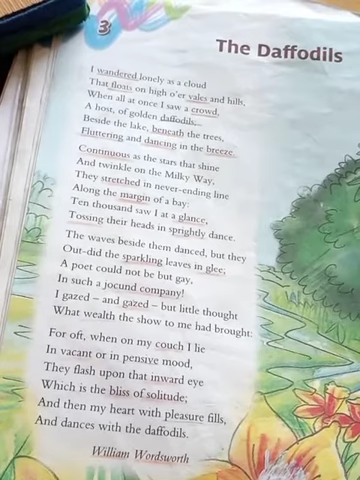 3
The Daffodils
I wandered lonely as a cloud
That floats on high o'er vales and hills,
When all at once I saw a crowd,
A host, of golden daffodils;
Beside the lake, beneath the trees,
Fluttering and dancing in the breeze.
Continuous as the stars that shine
And twinkle on the Milky Way,
They stretched in never-ending line
Along the margin of a bay:
Ten thousand saw I at a glance,
Tossing their heads in sprightly dance.
The waves beside them danced, but they
Out-did the sparkling leaves in glee;
A poet could not be but gay,
In such a jocund company!
I gazed – and gazed – but little thought
What wealth the show to me had brought:
For oft, when on my couch I lie
In vacant or in pensive mood,
They flash upon that inward eye
Which is the bliss of solitude;
And then my heart with pleasure fills,
And dances with the daffodils.
William Wordsworth